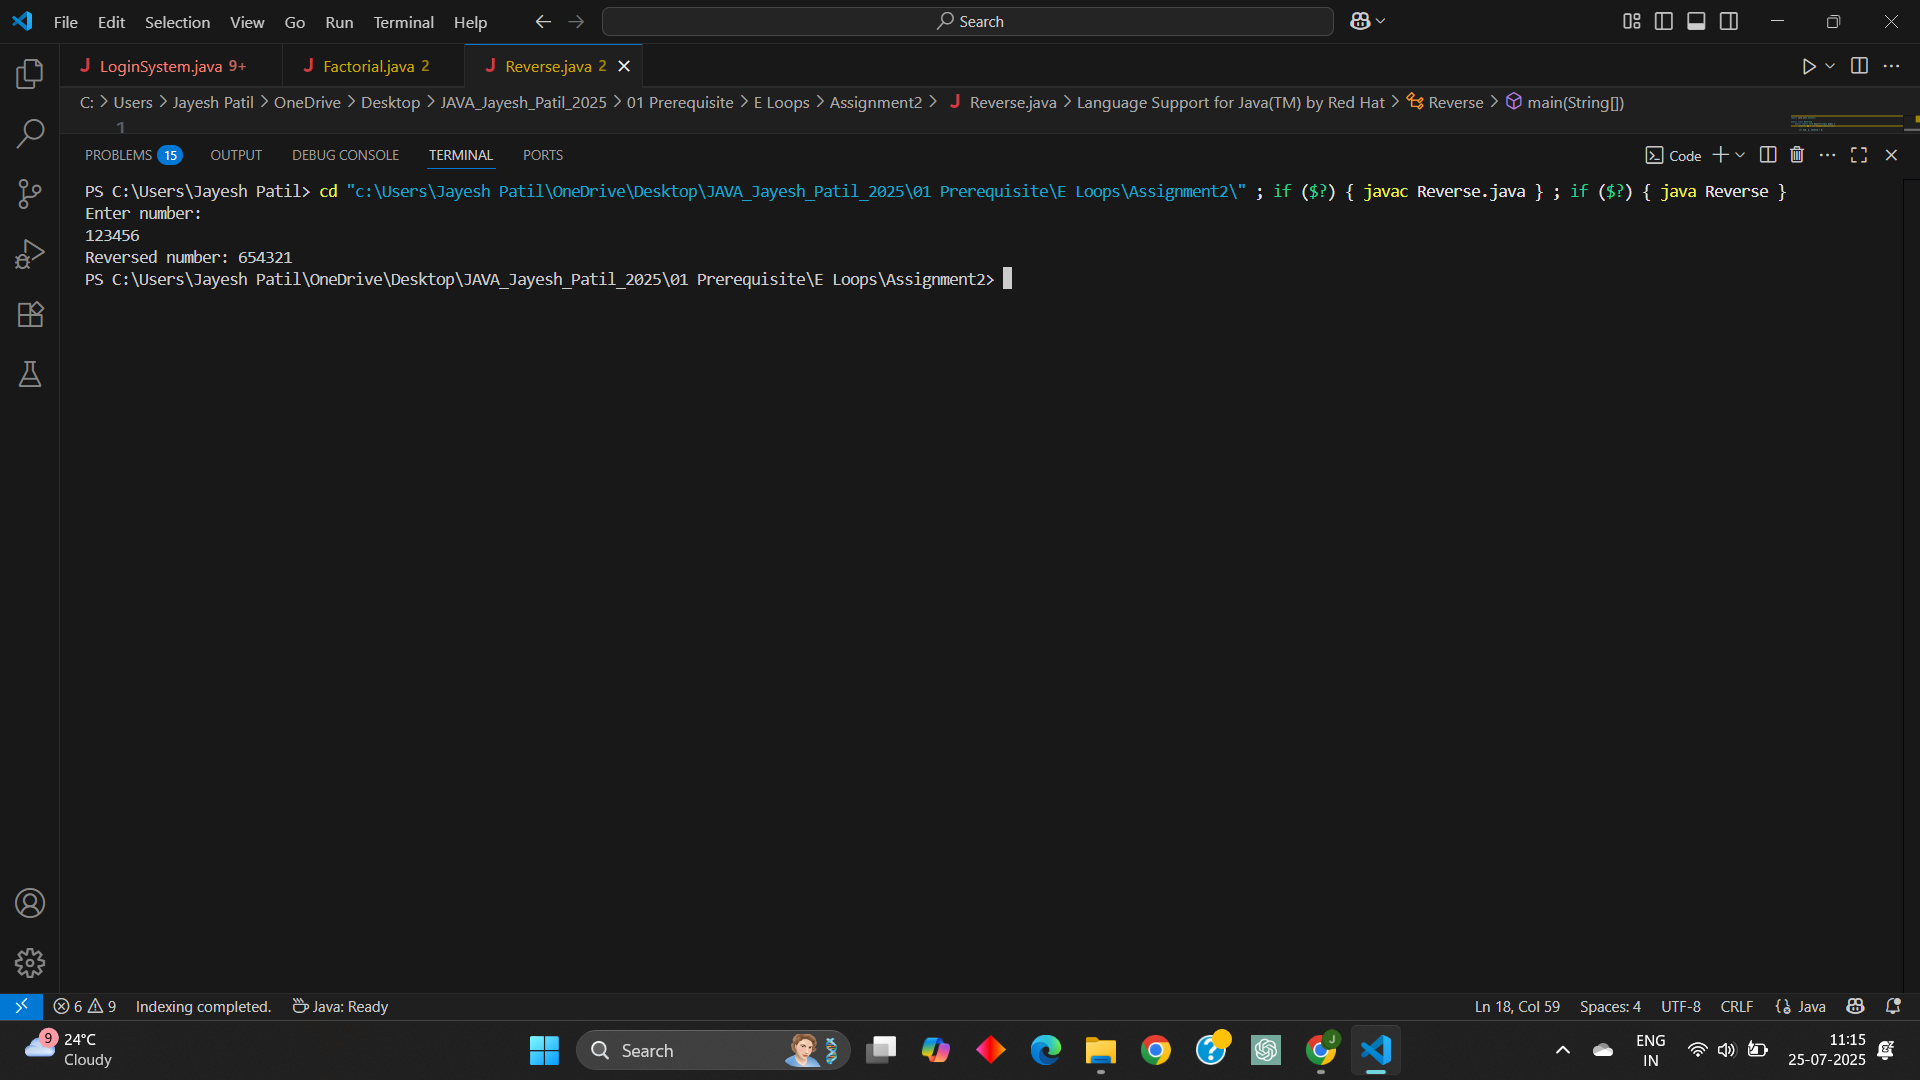 File Edit Selection View Go Run Terminal Help Search
J LoginSystem.java 9+ J Factorial.java 2 J Reverse.java 2
C: > Users > Jayesh Patil > OneDrive > Desktop > JAVA_Jayesh_Patil_2025 > 01 Prerequisite > E Loops > Assignment2 > J Reverse.java > Language Support for Java(TM) by Red Hat > Reverse > main(String[])
1
PROBLEMS 15 OUTPUT DEBUG CONSOLE TERMINAL PORTS Code
PS C:\Users\Jayesh Patil> cd "c:\Users\Jayesh Patil\OneDrive\Desktop\JAVA_Jayesh_Patil_2025\01 Prerequisite\E Loops\Assignment2\" ; if ($?) { javac Reverse.java } ; if ($?) { java Reverse }
Enter number:
123456
Reversed number: 654321
PS C:\Users\Jayesh Patil\OneDrive\Desktop\JAVA_Jayesh_Patil_2025\01 Prerequisite\E Loops\Assignment2>
6 9 Indexing completed. Java: Ready Ln 18, Col 59 Spaces: 4 UTF-8 CRLF Java
9 24°C Search J ENG 11:15
Cloudy IN 25-07-2025